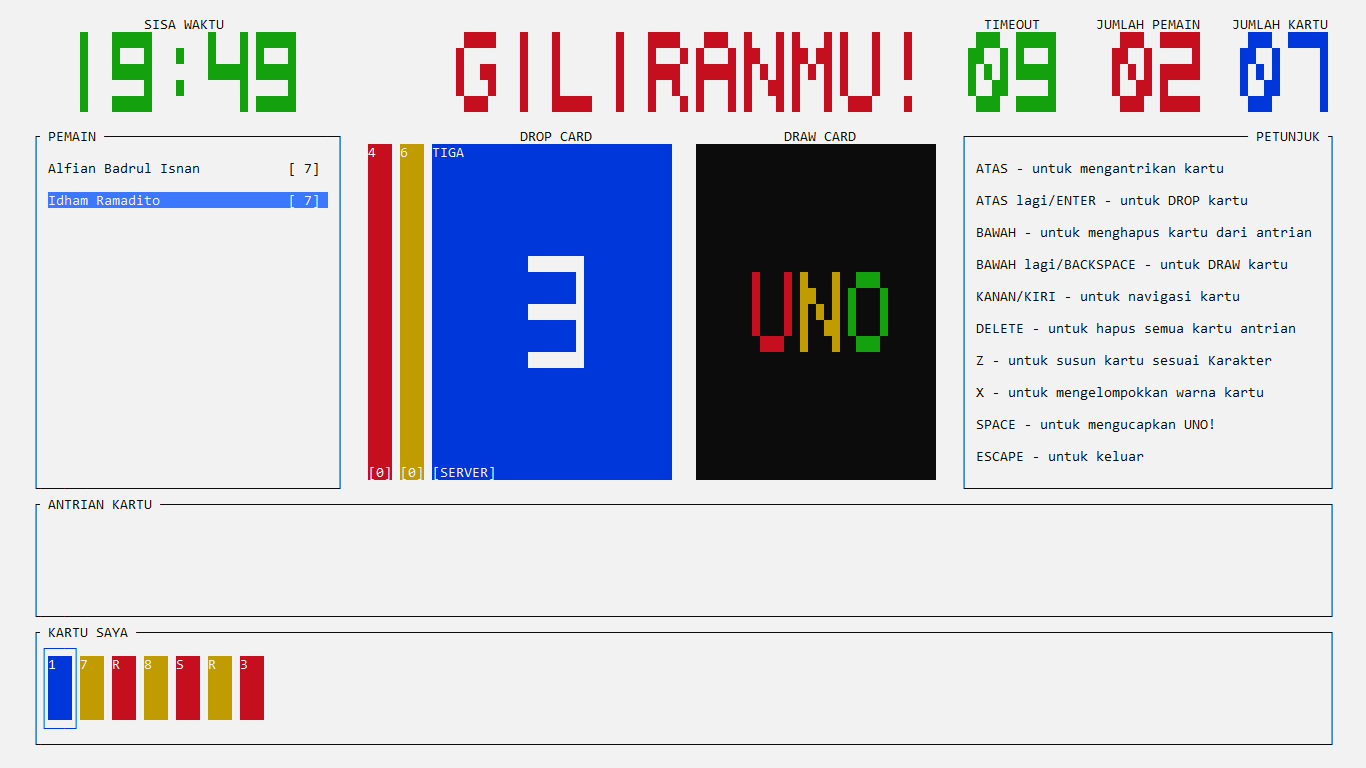 SISA WAKTU
19:49
GILIRANMU!
TIMEOUT
09
JUMLAH PEMAIN
02
JUMLAH KARTU
07
PEMAIN
Alfian Badrul Isnan [ 7]
Idham Ramadito [ 7]
DROP CARD
4
6
TIGA
3
[0] [0] [SERVER]
DRAW CARD
UNO
PETUNJUK
ATAS - untuk mengantrikan kartu
ATAS lagi/ENTER - untuk DROP kartu
BAWAH - untuk menghapus kartu dari antrian
BAWAH lagi/BACKSPACE - untuk DRAW kartu
KANAN/KIRI - untuk navigasi kartu
DELETE - untuk hapus semua kartu antrian
Z - untuk susun kartu sesuai Karakter
X - untuk mengelompokkan warna kartu
SPACE - untuk mengucapkan UNO!
ESCAPE - untuk keluar
ANTRIAN KARTU
KARTU SAYA
1 7 R 8 S R 3